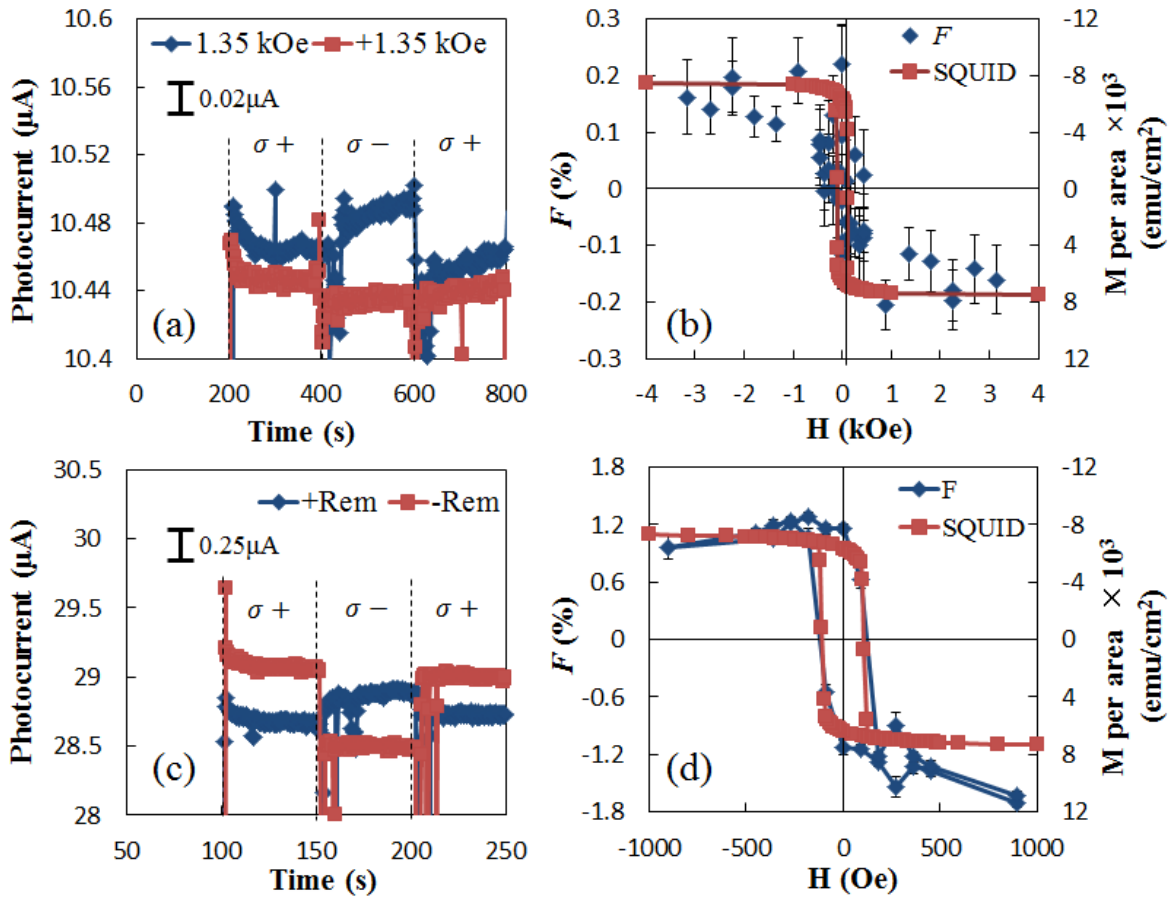 10.6
10.56
10.52
10.48
10.44
10.4
Photocurrent (µA)
1.35 kOe
+1.35 kOe
0.02µA
σ +
σ −
σ +
(a)
0
200
400
600
800
Time (s)
0.3
0.2
0.1
0
-0.1
-0.2
-0.3
F (%)
F
SQUID
(b)
-12
-8
-4
0
4
8
12
M per area ×10³
(emu/cm²)
-4
-3
-2
-1
0
1
2
3
4
H (kOe)
30.5
30
29.5
29
28.5
28
Photocurrent (µA)
+Rem
-Rem
0.25µA
σ +
σ −
σ +
(c)
50
100
150
200
250
Time (s)
1.8
1.2
0.6
0
-0.6
-1.2
-1.8
F (%)
F
SQUID
(d)
-12
-8
-4
0
4
8
12
M per area × 10³
(emu/cm²)
-1000
-500
0
500
1000
H (Oe)